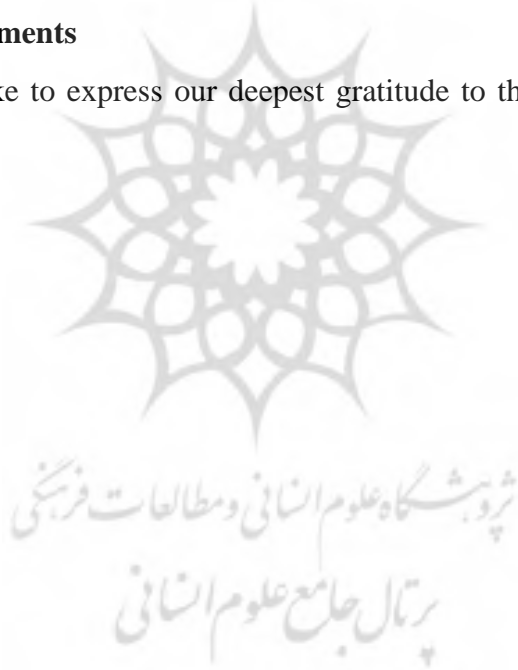 ments
ke to express our deepest gratitude to th
پژوهشگاه علوم انسانی و مطالعات فرهنگی
پرتال جامع علوم انسانی